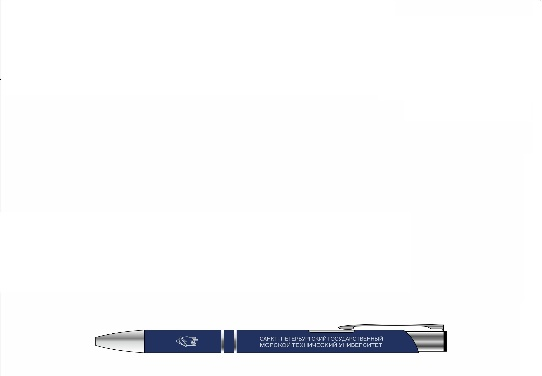 САНКТ-ПЕТЕРБУРГСКИЙ ГОСУДАРСТВЕННЫЙ
МОРСКОЙ ТЕХНИЧЕСКИЙ УНИВЕРСИТЕТ